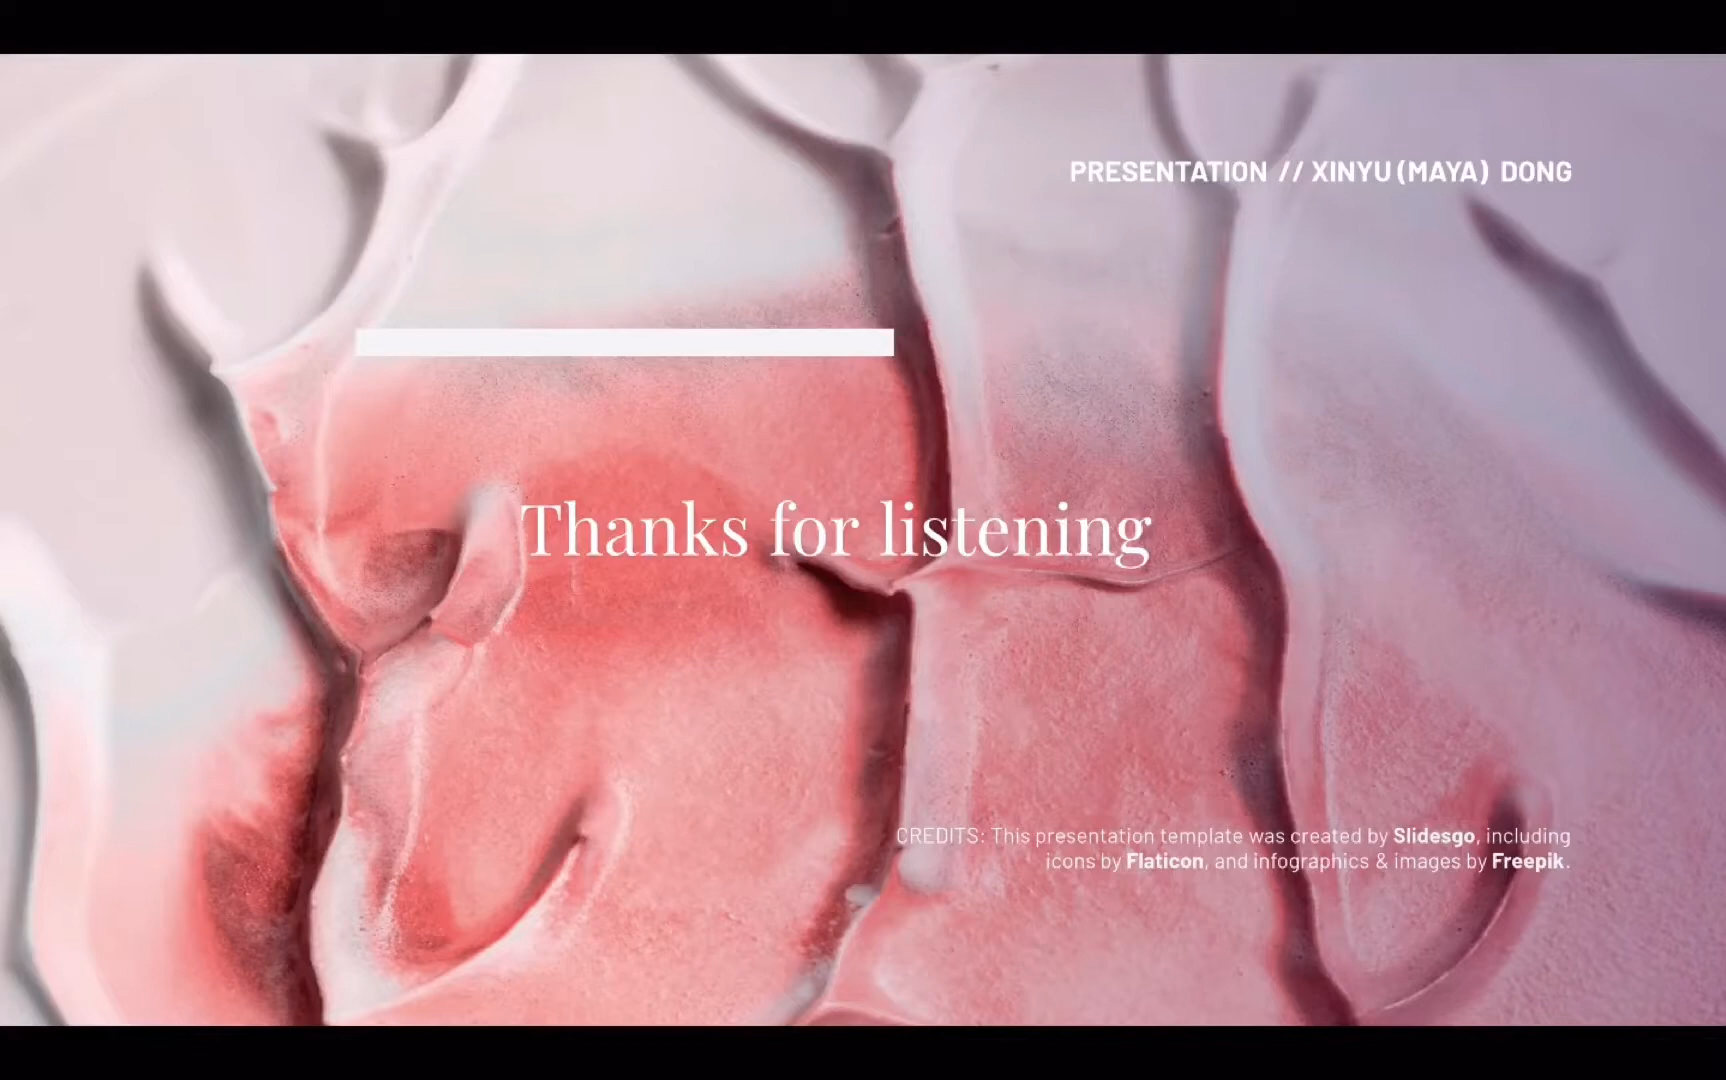 PRESENTATION // XINYU (MAYA) DONG
Thanks for listening
CREDITS: This presentation template was created by Slidesgo, including
icons by Flaticon, and infographics & images by Freepik.